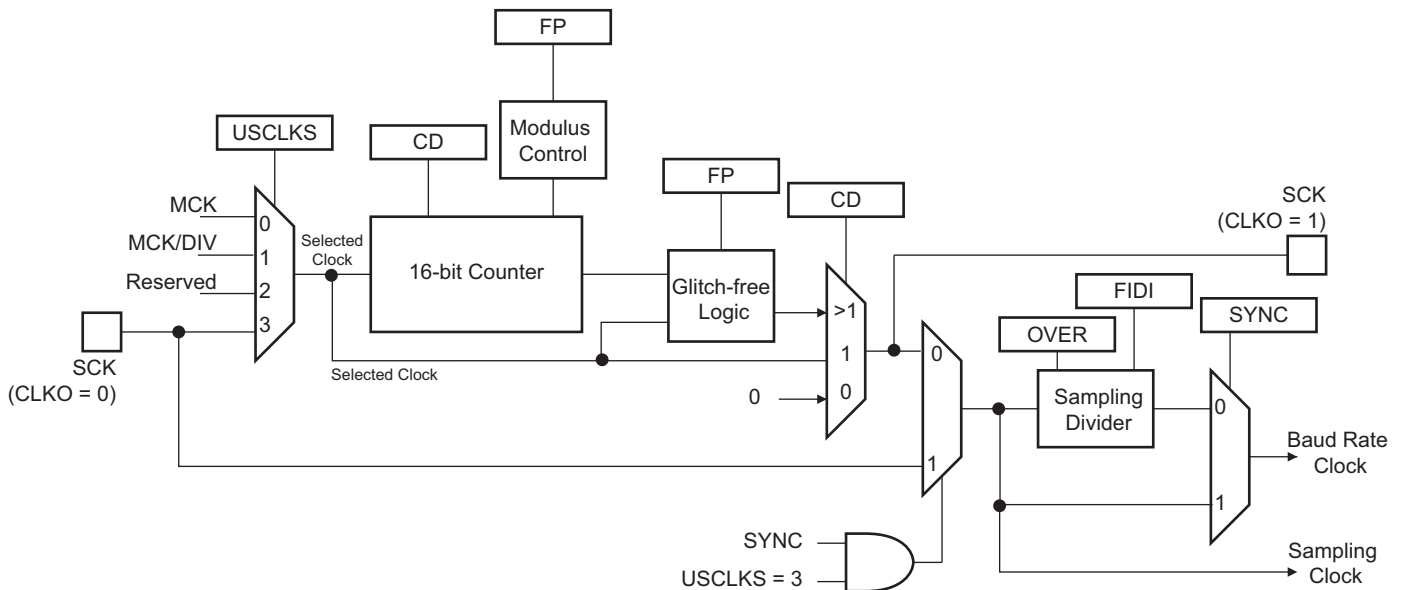 FP
USCLKS
CD
Modulus
Control
FP
CD
SCK
(CLKO = 1)
MCK
0
MCK/DIV
1
Selected
Clock
16-bit Counter
Reserved
2
Glitch-free
Logic
>1
FIDI
3
SCK
(CLKO = 0)
OVER
SYNC
Selected Clock
1
0
0
0
Sampling
Divider
0
Baud Rate
Clock
1
1
SYNC
USCLKS = 3
Sampling
Clock